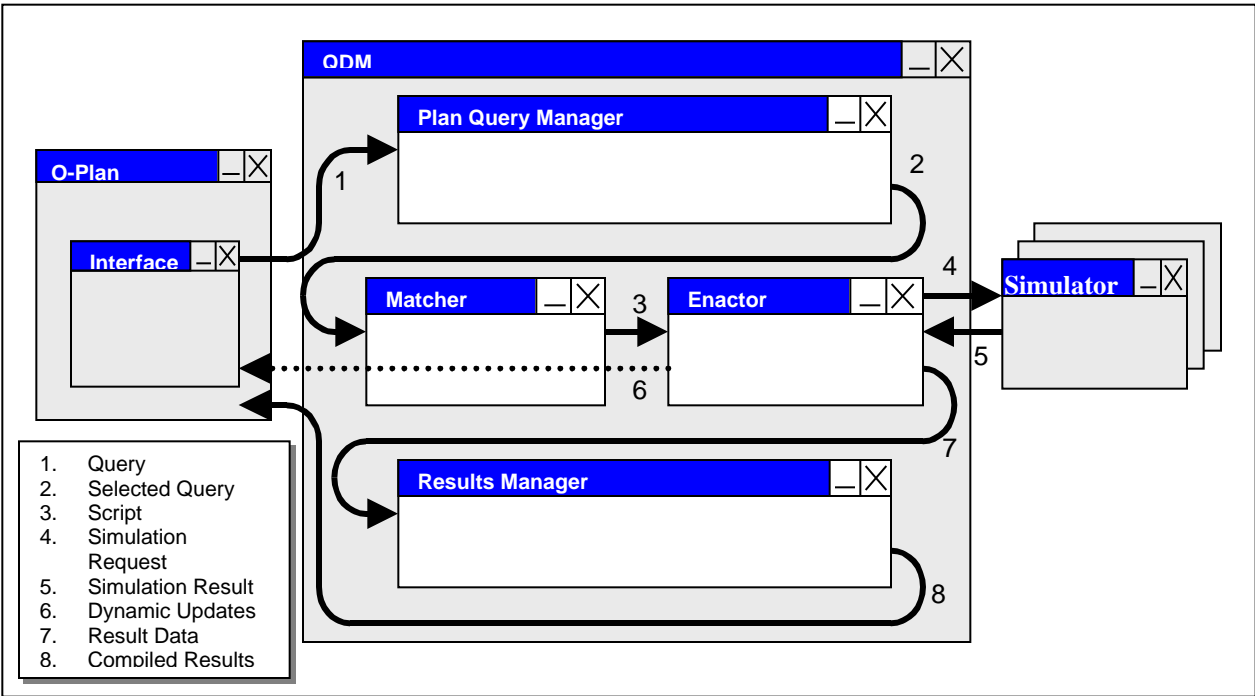 QDM
Plan Query Manager
2
O-Plan
1
Interface
4
Simulator
Matcher
3
Enactor
5
6
7
Results Manager
8
1. Query
2. Selected Query
3. Script
4. Simulation
Request
5. Simulation Result
6. Dynamic Updates
7. Result Data
8. Compiled Results